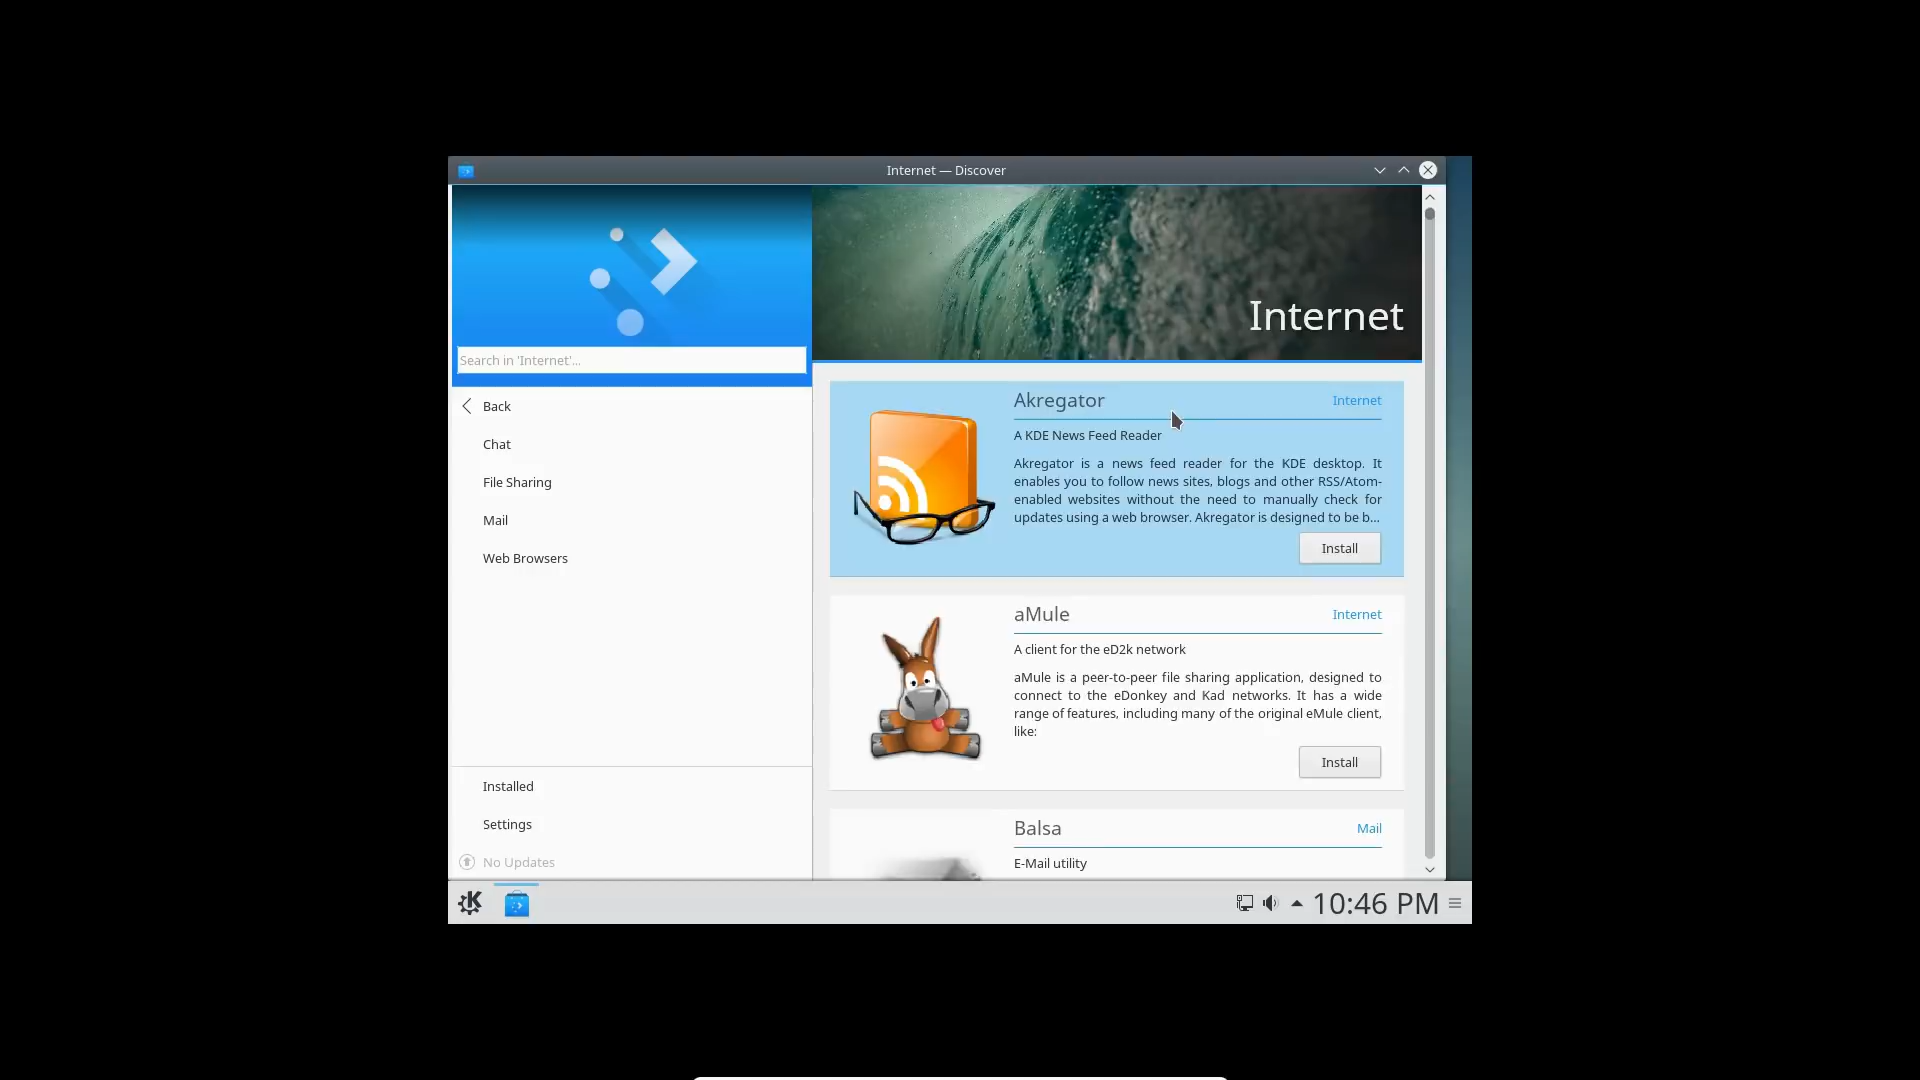 Internet — Discover
Internet
Search in 'Internet'...
Back
Chat
File Sharing
Mail
Web Browsers
Installed
Settings
No Updates
Akregator
Internet
A KDE News Feed Reader
Akregator is a news feed reader for the KDE desktop. It
enables you to follow news sites, blogs and other RSS/Atom-
enabled websites without the need to manually check for
updates using a web browser. Akregator is designed to be b...
Install
aMule
Internet
A client for the eD2k network
aMule is a peer-to-peer file sharing application, designed to
connect to the eDonkey and Kad networks. It has a wide
range of features, including many of the original eMule client,
like:
Install
Balsa
Mail
E-Mail utility
10:46 PM